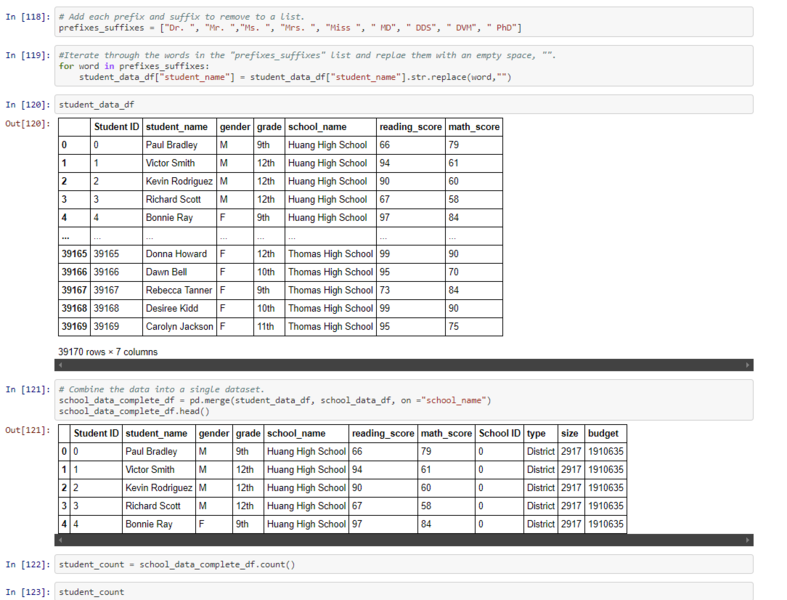 In [118]: # Add each prefix and suffix to remove to a list.
prefixes_suffixes = ["Dr. ", "Mr. ","Ms. ", "Mrs. ", "Miss ", " MD", " DDS", " DVM", " PhD"]
In [119]: #Iterate through the words in the "prefixes_suffixes" list and replae them with an empty space, "".
for word in prefixes_suffixes:
    student_data_df["student_name"] = student_data_df["student_name"].str.replace(word,"")
In [120]: student_data_df
Out[120]:
Student ID student_name gender grade school_name reading_score math_score
0 0 Paul Bradley M 9th Huang High School 66 79
1 1 Victor Smith M 12th Huang High School 94 61
2 2 Kevin Rodriguez M 12th Huang High School 90 60
3 3 Richard Scott M 12th Huang High School 67 58
4 4 Bonnie Ray F 9th Huang High School 97 84
... ... ... ... ... ... ... ...
39165 39165 Donna Howard F 12th Thomas High School 99 90
39166 39166 Dawn Bell F 10th Thomas High School 95 70
39167 39167 Rebecca Tanner F 9th Thomas High School 73 84
39168 39168 Desiree Kidd F 10th Thomas High School 99 90
39169 39169 Carolyn Jackson F 11th Thomas High School 95 75
39170 rows × 7 columns
In [121]: # Combine the data into a single dataset.
school_data_complete_df = pd.merge(student_data_df, school_data_df, on ="school_name")
school_data_complete_df.head()
Out[121]:
Student ID student_name gender grade school_name reading_score math_score School ID type size budget
0 0 Paul Bradley M 9th Huang High School 66 79 0 District 2917 1910635
1 1 Victor Smith M 12th Huang High School 94 61 0 District 2917 1910635
2 2 Kevin Rodriguez M 12th Huang High School 90 60 0 District 2917 1910635
3 3 Richard Scott M 12th Huang High School 67 58 0 District 2917 1910635
4 4 Bonnie Ray F 9th Huang High School 97 84 0 District 2917 1910635
In [122]: student_count = school_data_complete_df.count()
In [123]: student_count